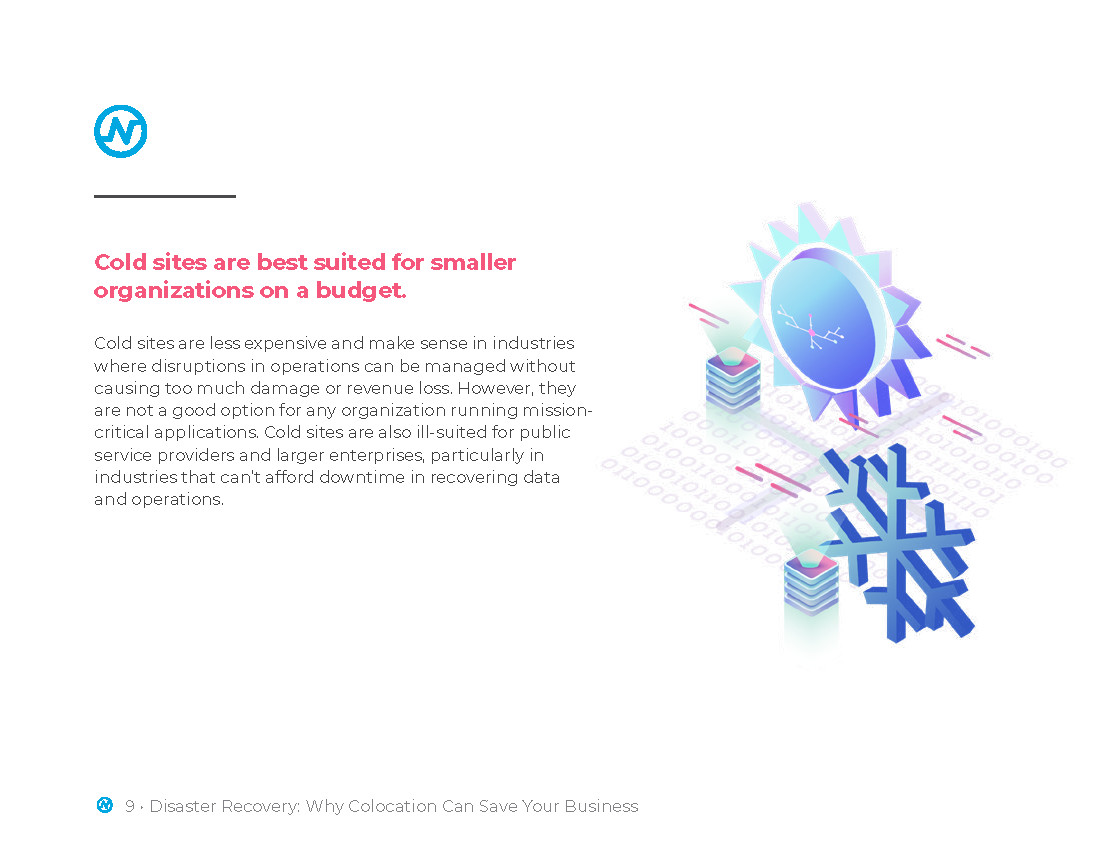 Cold sites are best suited for smaller
organizations on a budget.
Cold sites are less expensive and make sense in industries
where disruptions in operations can be managed without
causing too much damage or revenue loss. However, they
are not a good option for any organization running mission-
critical applications. Cold sites are also ill-suited for public
service providers and larger enterprises, particularly in
industries that can't afford downtime in recovering data
and operations.
9 · Disaster Recovery: Why Colocation Can Save Your Business